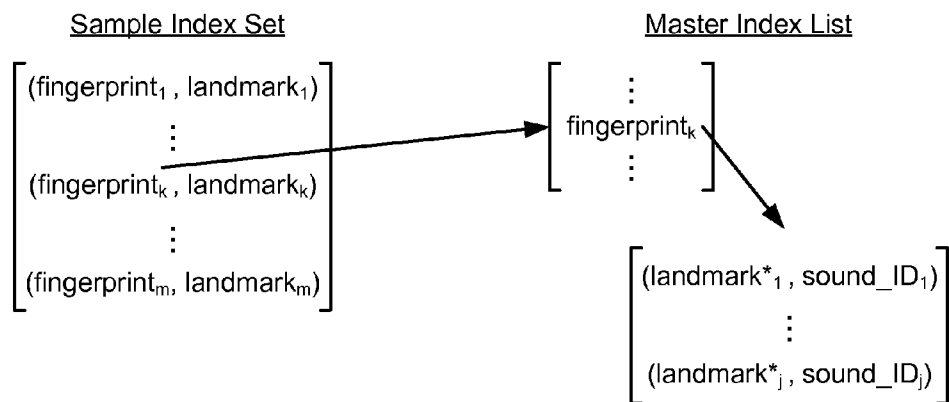 Sample Index Set
(fingerprint₁ , landmark₁)
⋮
(fingerprintₖ , landmarkₖ)
⋮
(fingerprintₘ, landmarkₘ)
Master Index List
⋮
fingerprintₖ
⋮
(landmark*₁ , sound_ID₁)
⋮
(landmark*ⱼ , sound_IDⱼ)